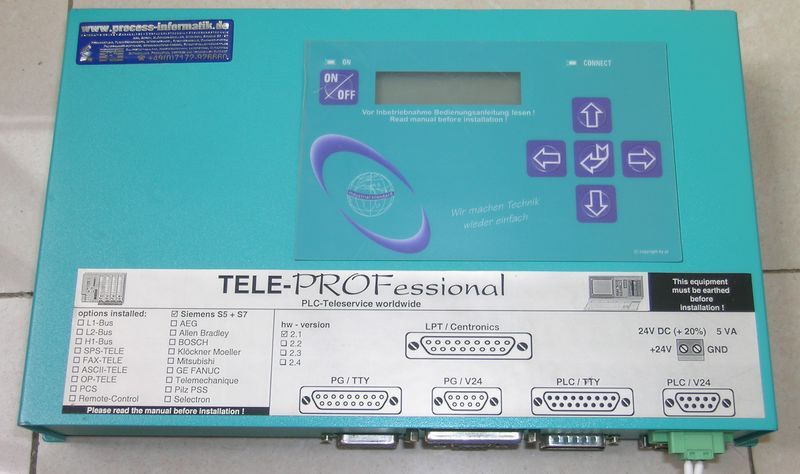 www.process-informatik.de
ON
CONNECT
ON
OFF
Vor Inbetriebnahme Bedienungsanleitung lesen !
Read manual before installation !
Wir machen Technik
wieder einfach
© copyright by pi
TELE-PROFessional
PLC-Teleservice worldwide
This equipment
must be earthed
before
installation !
options installed:
L1-Bus
L2-Bus
H1-Bus
SPS-TELE
FAX-TELE
ASCII-TELE
OP-TELE
PCS
Remote-Control
Siemens S5 + S7
AEG
Allen Bradley
BOSCH
Klöckner Moeller
Mitsubishi
GE FANUC
Telemechanique
Pilz PSS
Selectron
Please read the manual before installation !
hw - version
2.1
2.2
2.3
2.4
LPT / Centronics
24V DC (+ 20%) 5 VA
+24V
GND
PG / TTY
PG / V24
PLC / TTY
PLC / V24